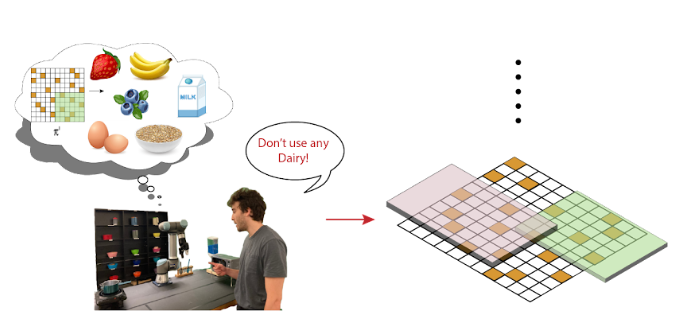 MILK
π
Don't use any
Dairy!